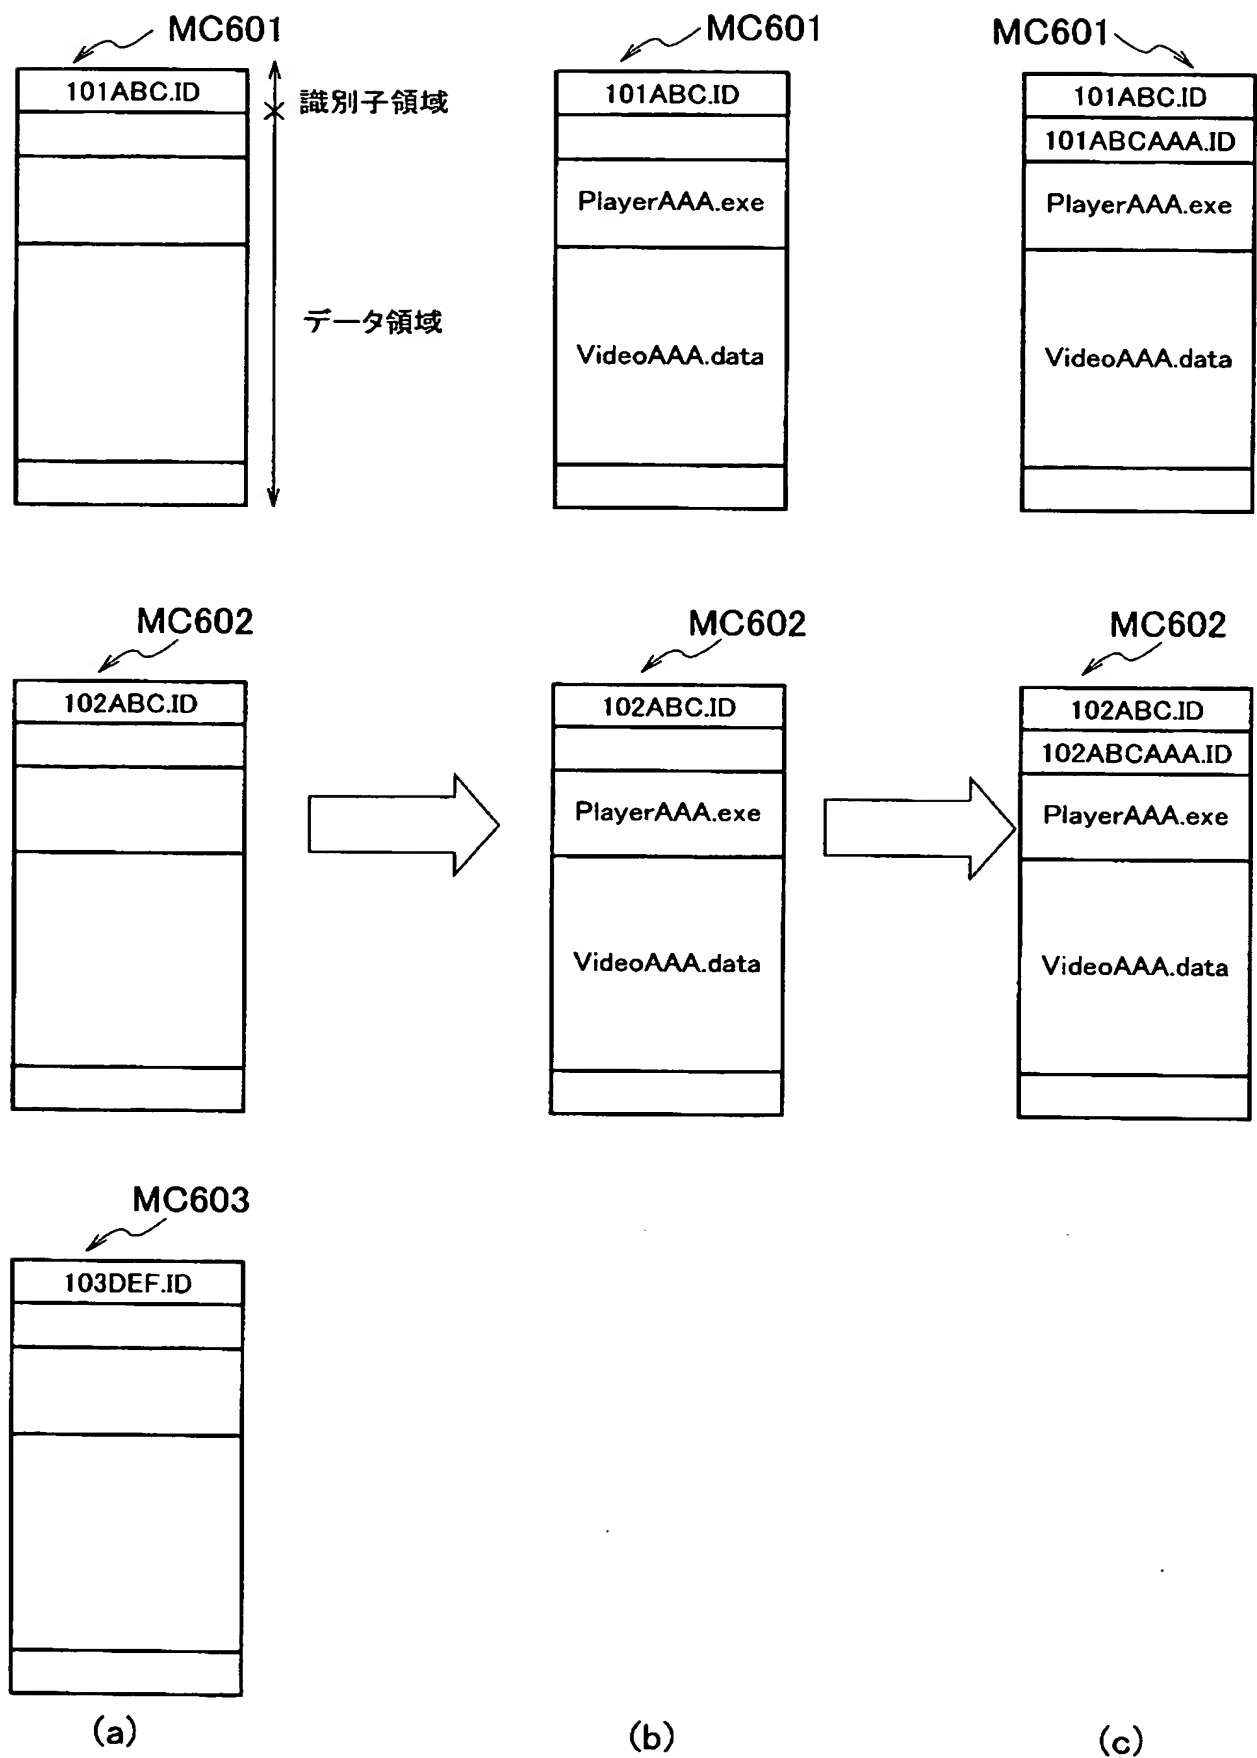 MC601
101ABC.ID
識別子領域
データ領域
MC601
101ABC.ID
PlayerAAA.exe
VideoAAA.data
MC601
101ABC.ID
101ABCAAA.ID
PlayerAAA.exe
VideoAAA.data
MC602
102ABC.ID
MC602
102ABC.ID
PlayerAAA.exe
VideoAAA.data
MC602
102ABC.ID
102ABCAAA.ID
PlayerAAA.exe
VideoAAA.data
MC603
103DEF.ID
(a)
(b)
(c)